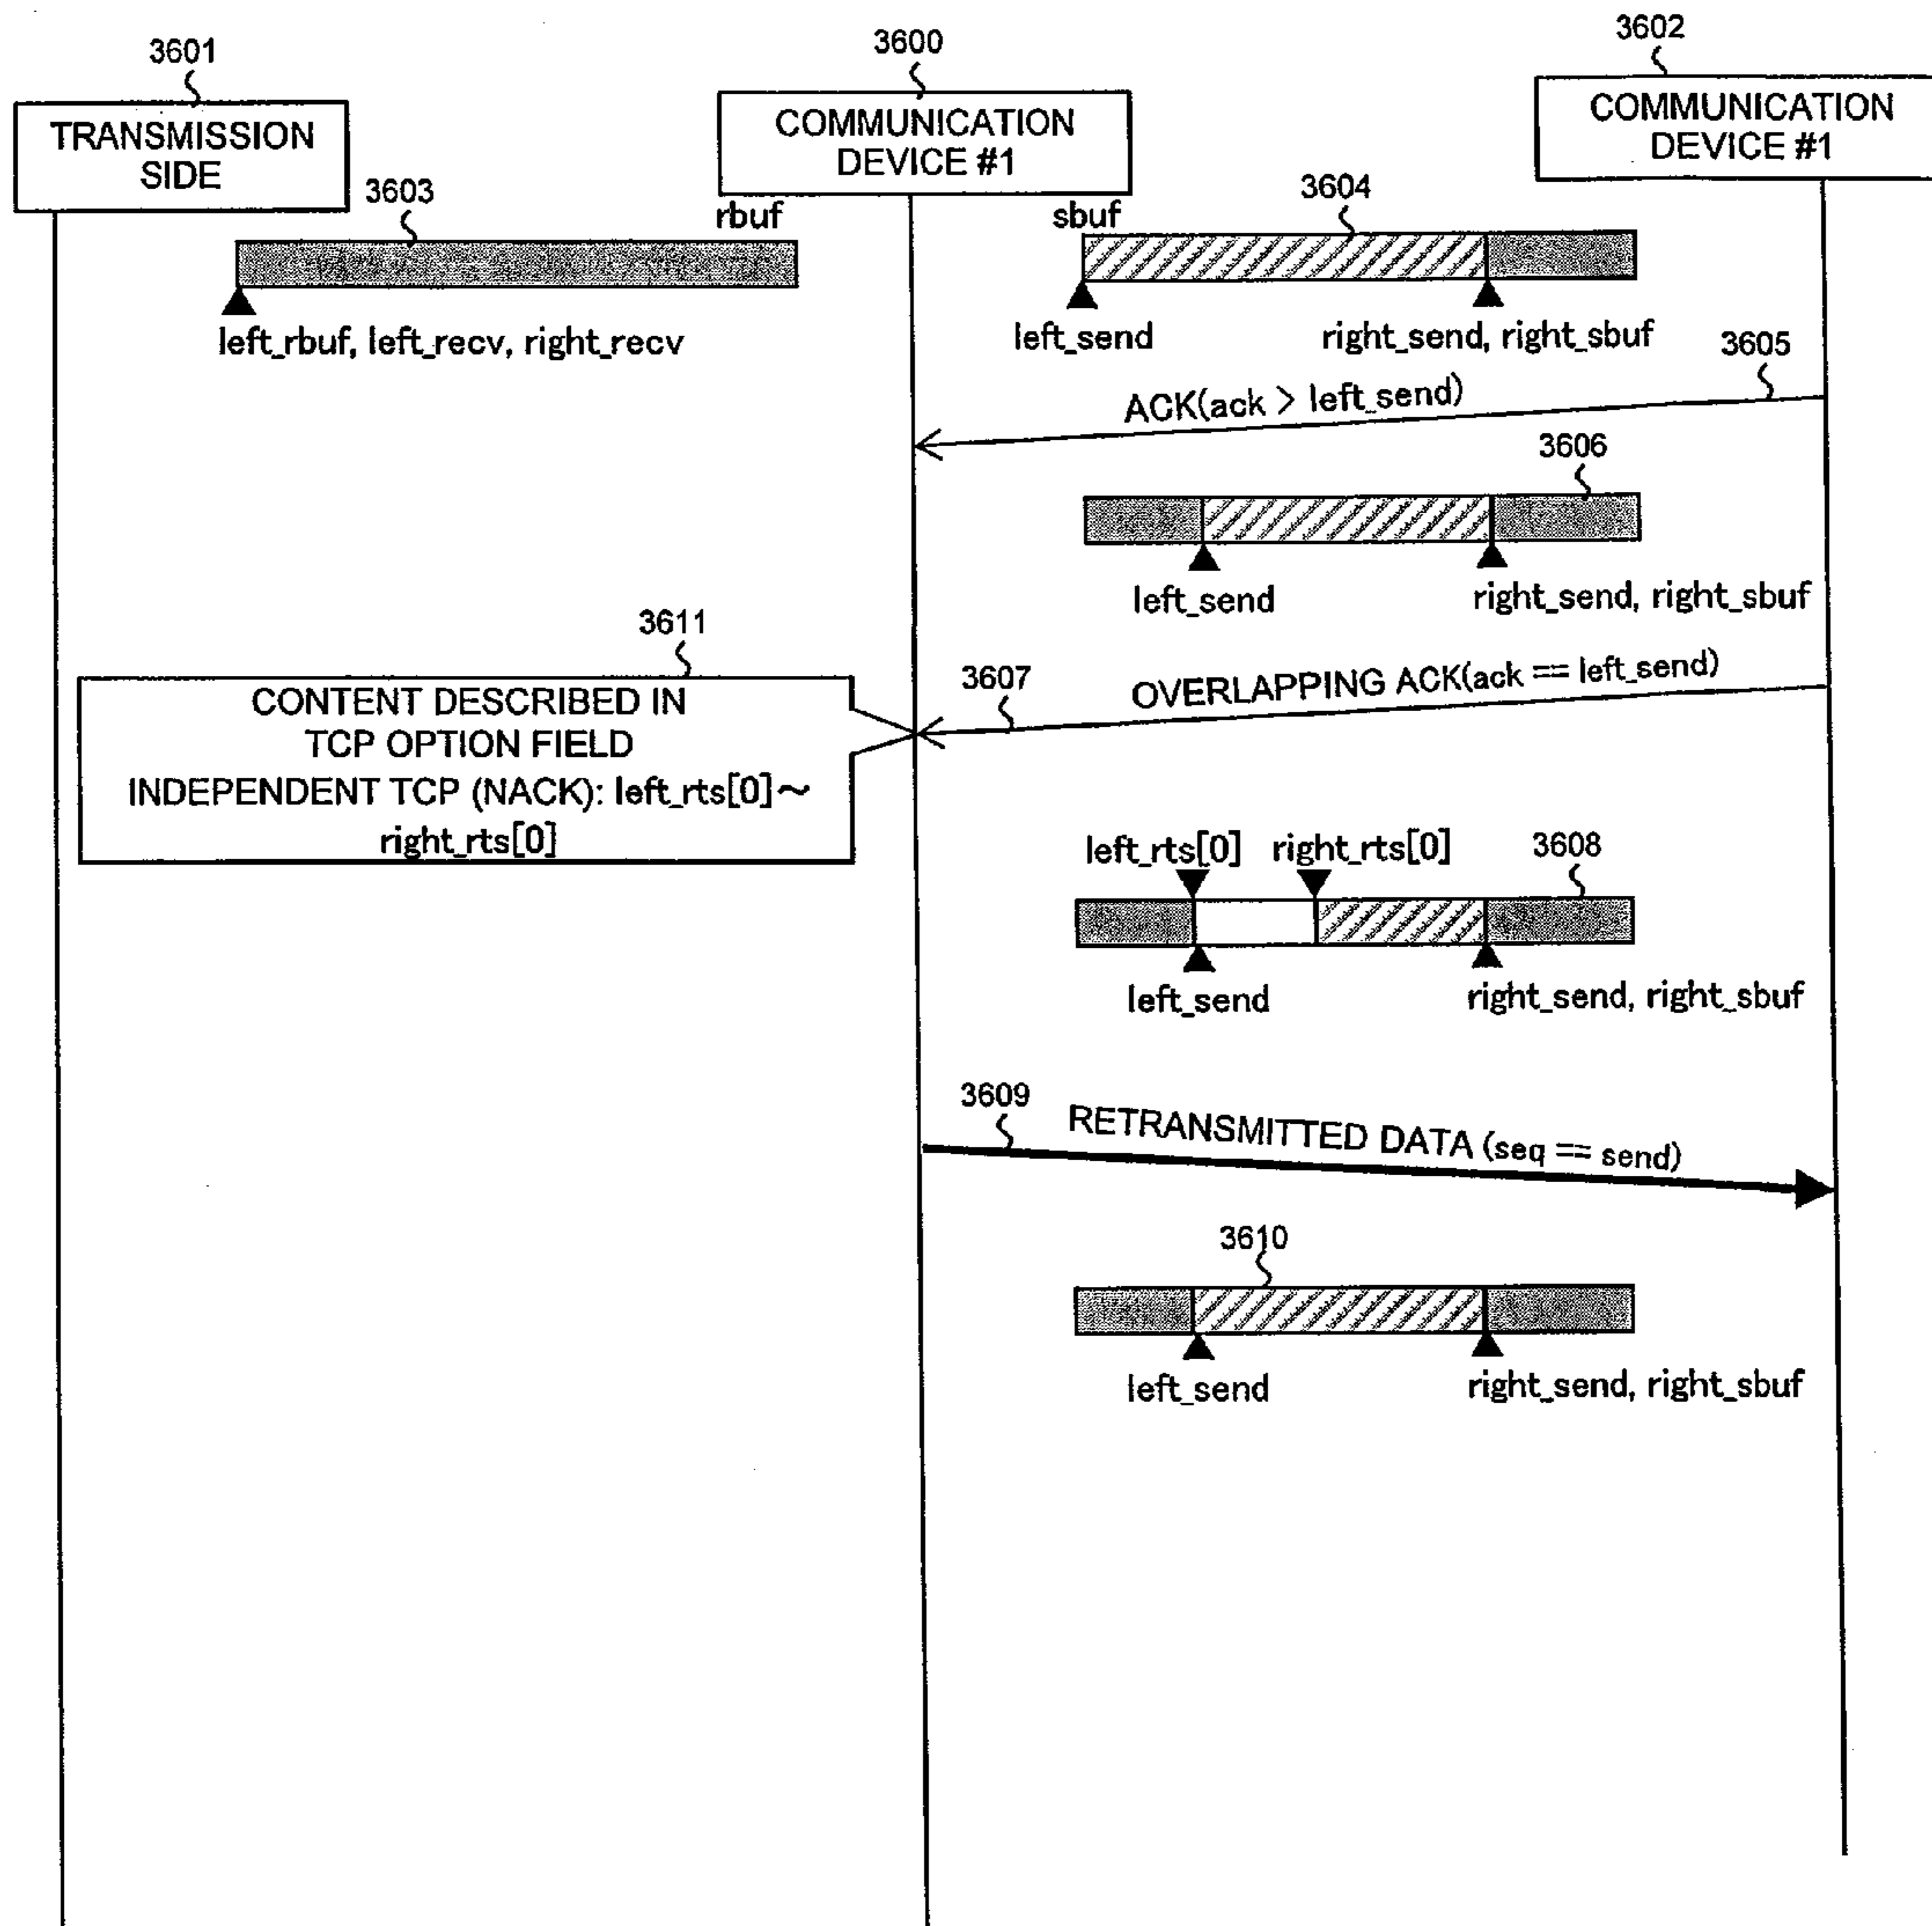 3601
TRANSMISSION
SIDE
3600
COMMUNICATION
DEVICE #1
3602
COMMUNICATION
DEVICE #1
3603
rbuf
left_rbuf, left_recv, right_recv
sbuf
3604
left_send
right_send, right_sbuf
3605
ACK(ack > left_send)
3606
left_send
right_send, right_sbuf
3611
CONTENT DESCRIBED IN
TCP OPTION FIELD
INDEPENDENT TCP (NACK): left_rts[0]~
right_rts[0]
3607
OVERLAPPING ACK(ack == left_send)
left_rts[0]
right_rts[0]
3608
left_send
right_send, right_sbuf
3609
RETRANSMITTED DATA (seq == send)
3610
left_send
right_send, right_sbuf